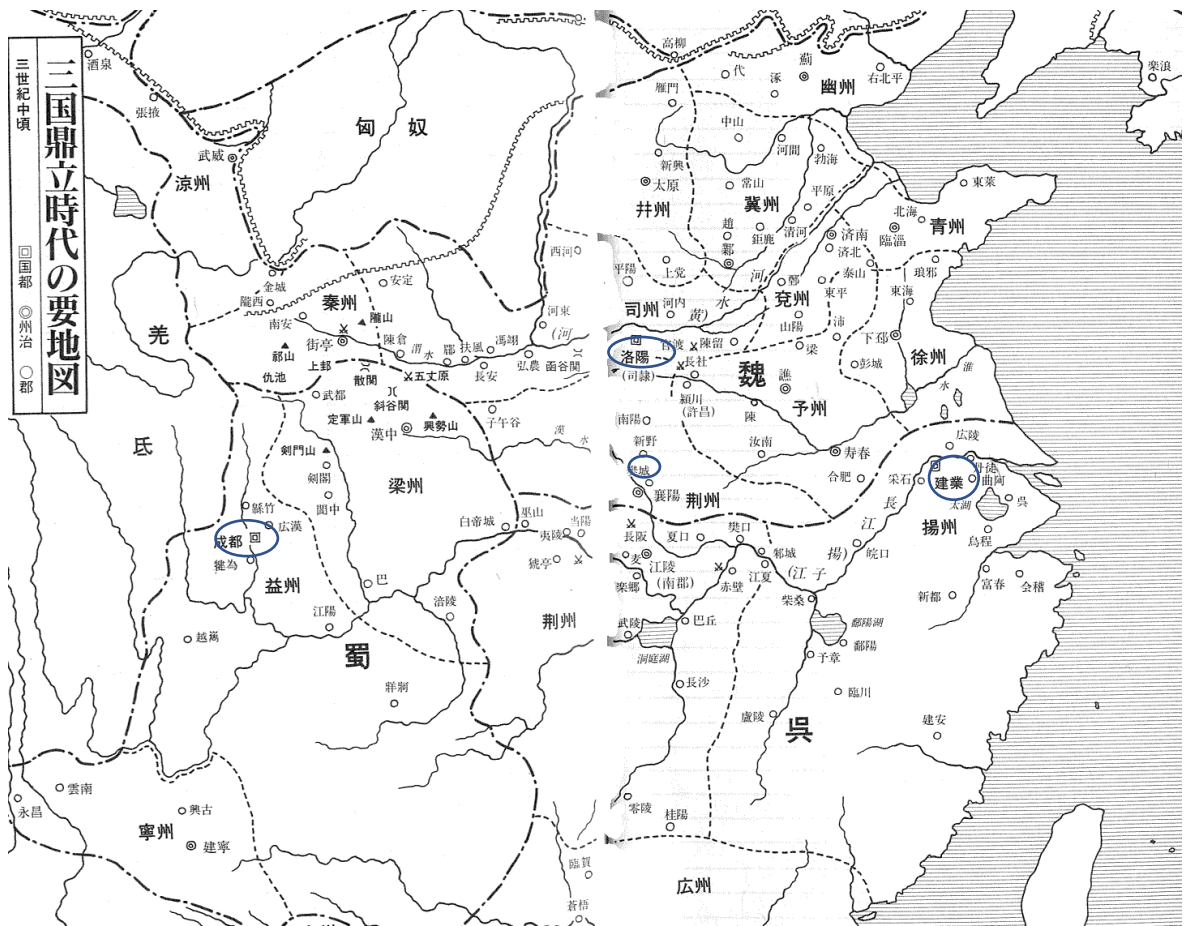 三国鼎立時代の要地図
三世紀中頃
回国都 ◎州治 ○郡
酒泉
張掖
武威
涼州
匈奴
羌
氐
金城
隴西
南安
秦州
隴山
安定
街亭
祁山
仇池
上邽
陳倉
渭水
散関
郿
扶風
馮翊
五丈原
長安
弘農
函谷関
河東
西河
(河
武都
斜谷関
定軍山
漢中
興勢山
子午谷
漢水
剣門山
剣閣
閬中
梁州
緜竹
広漢
成都
犍為
益州
江陽
巴
涪陵
白帝城
巫山
夷陵
当陽
猇亭
荊州
越嶲
蜀
牂牁
雲南
永昌
興古
寧州
建寧
臨賀
蒼梧
高柳
代
薊
涿
右北平
幽州
楽浪
雁門
中山
河間
勃海
新興
太原
常山
平原
井州
冀州
趙
鉅鹿
清河
鄴
上党
平陽
東萊
北海
青州
臨淄
済南
済北
泰山
琅邪
東海
司州
河内
河水
黄)
鄄
兗州
東平
山陽
沛
下邳
徐州
洛陽
(司隷)
官渡
陳留
長社
梁
彭城
淮水
魏
譙
予州
潁川
(許昌)
陳
南陽
新野
樊城
襄陽
汝南
寿春
合肥
荊州
広陵
丹徒
建業
曲阿
采石
太湖
呉
揚州
烏程
長江
揚)
(江子
皖口
長阪
夏口
樊口
邾城
麦
江陵
(南郡)
楽郷
赤壁
江夏
柴桑
武陵
巴丘
洞庭湖
鄱陽湖
鄱陽
予章
新都
富春
会稽
長沙
臨川
廬陵
呉
建安
零陵
桂陽
広州